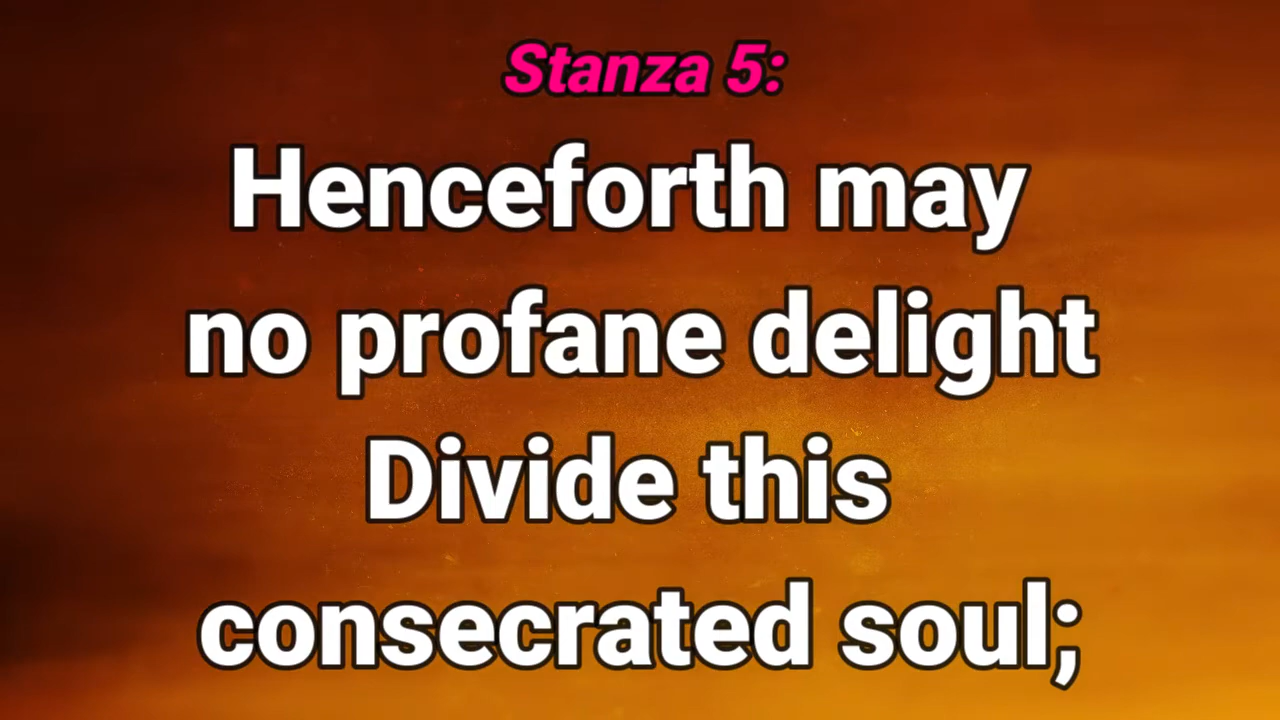 Stanza 5:
Henceforth may
no profane delight
Divide this
consecrated soul;